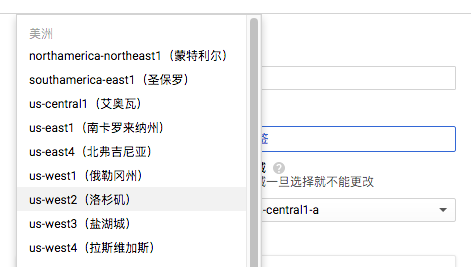 美洲
northamerica-northeast1（蒙特利尔）
southamerica-east1（圣保罗）
us-central1（艾奥瓦）
us-east1（南卡罗来纳州）
us-east4（北弗吉尼亚）
签
us-west1（俄勒冈州）
域 ?
域一旦选择就不能更改
us-west2（洛杉矶）
-central1-a
us-west3（盐湖城）
us-west4（拉斯维加斯）